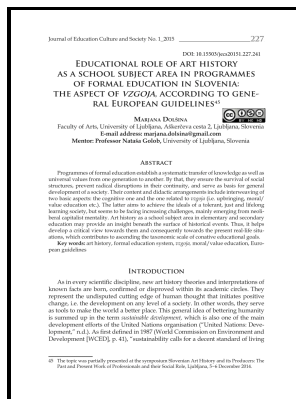 Journal of Education Culture and Society No. 1_2015 227
DOI: 10.15503/jecs20151.227.241
EDUCATIONAL ROLE OF ART HISTORY
AS A SCHOOL SUBJECT AREA IN PROGRAMMES
OF FORMAL EDUCATION IN SLOVENIA:
THE ASPECT OF VZGOJA, ACCORDING TO GENE-
RAL EUROPEAN GUIDELINES45
MARJANA DOLŠINA
Faculty of Arts, University of Ljubljana, Aškerčeva cesta 2, Ljubljana, Slovenia
E-mail address: marjana.dolsina@gmail.com
Mentor: Professor Nataša Golob, University of Ljubljana, Slovenia
ABSTRACT
Programmes of formal education establish a systematic transfer of knowledge as well as
universal values from one generation to another. By that, they ensure the survival of social
structures, prevent radical disruptions in their continuity, and serve as basis for general
development of a society. Their content and didactic arrangements include interweaving of
two basic aspects: the cognitive one and the one related to vzgoja (i.e. upbringing, moral/
value education etc.). The latter aims to achieve the ideals of a tolerant, just and lifelong
learning society, but seems to be facing increasing challenges, mainly emerging from neoli-
beral capitalist mentality. Art history as a school subject area in elementary and secondary
education may provide an insight beneath the surface of historical events. Thus, it helps
develop a critical view towards them and consequently towards the present real-life situ-
ations, which contributes to ascending the taxonomic scale of conative educational goals.
Key words: art history, formal education system, vzgoja, moral/value education, Euro-
pean guidelines
INTRODUCTION
As in every scientific discipline, new art history theories and interpretations of
known facts are born, confirmed or disproved within its academic circles. They
represent the undisputed cutting edge of human thought that initiates positive
change, i.e. the development on any level of a society. In other words, they serve
as tools to make the world a better place. This general idea of bettering humanity
is summed up in the term sustainable development, which is also one of the main
development efforts of the United Nations organisation ("United Nations: Deve-
lopment," n.d.). As first defined in 1987 (World Commission on Environment and
Development [WCED], p. 41), "sustainability calls for a decent standard of living
45 The topic was partially presented at the symposium Slovenian Art History and its Producers: The
Past and Present Work of Professionals and their Social Role, Ljubljana, 5–6 December 2014.